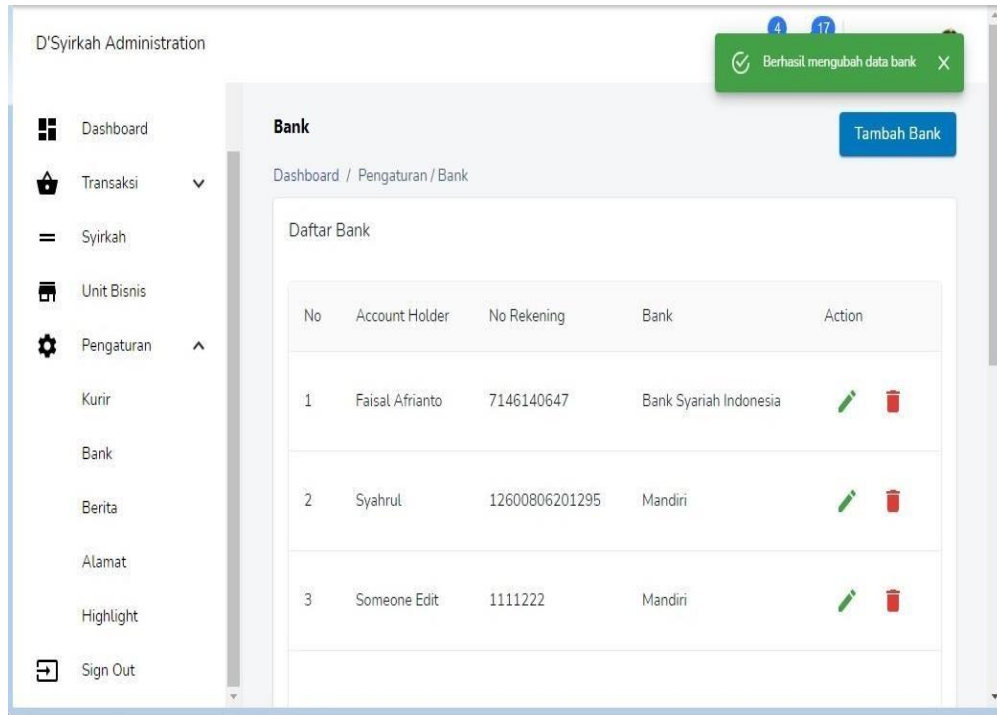 D'Syirkah Administration
4
17
Berhasil mengubah data bank X
Dashboard
Transaksi
Syirkah
Unit Bisnis
Pengaturan
Kurir
Bank
Berita
Alamat
Highlight
Sign Out
Bank
Tambah Bank
Dashboard / Pengaturan / Bank
Daftar Bank
No Account Holder No Rekening Bank Action
1 Faisal Afrianto 7146140647 Bank Syariah Indonesia
2 Syahrul 12600806201295 Mandiri
3 Someone Edit 1111222 Mandiri